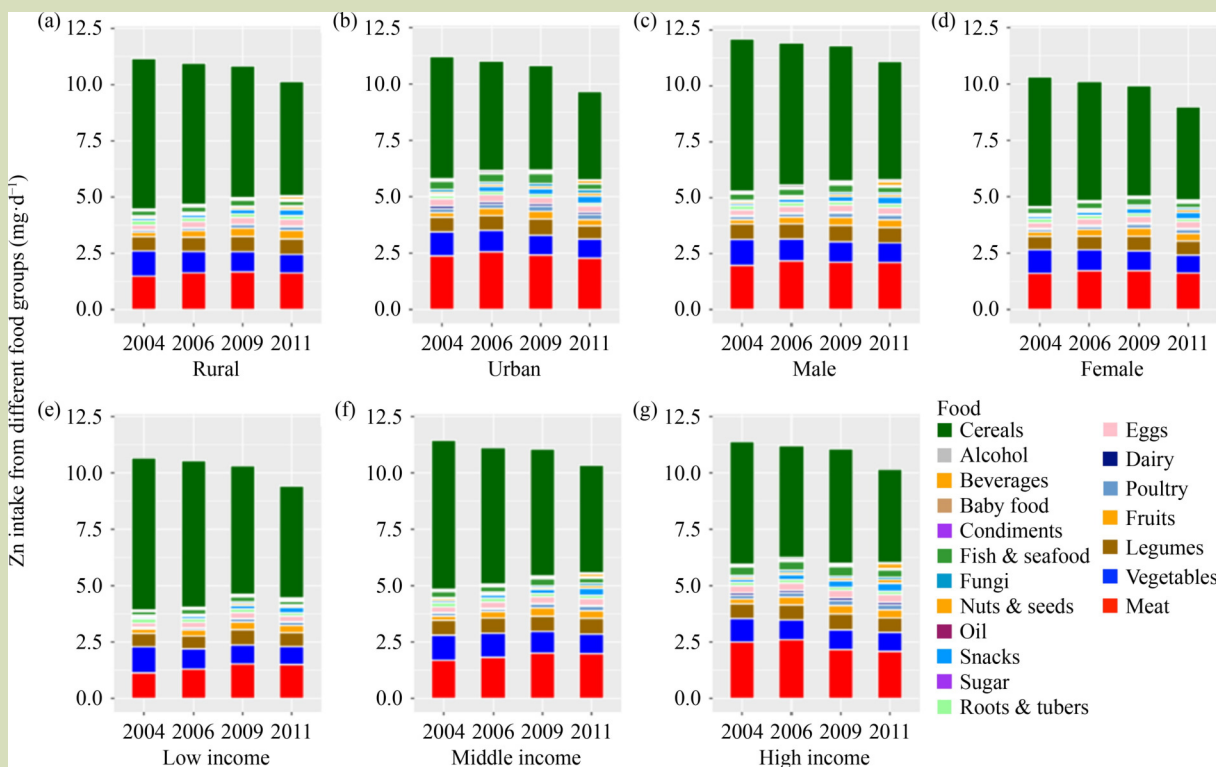 (a) (b) (c) (d)
12.5 12.5 12.5 12.5
10.0 10.0 10.0 10.0
7.5 7.5 7.5 7.5
5.0 5.0 5.0 5.0
2.5 2.5 2.5 2.5
0.0 0.0 0.0 0.0
2004 2006 2009 2011 2004 2006 2009 2011 2004 2006 2009 2011 2004 2006 2009 2011
Rural Urban Male Female
Zn intake from different food groups (mg·d⁻¹)
(e) (f) (g)
12.5 12.5 12.5
10.0 10.0 10.0
7.5 7.5 7.5
5.0 5.0 5.0
2.5 2.5 2.5
0.0 0.0 0.0
2004 2006 2009 2011 2004 2006 2009 2011 2004 2006 2009 2011
Low income Middle income High income
Food
Cereals
Alcohol
Beverages
Baby food
Condiments
Fish & seafood
Fungi
Nuts & seeds
Oil
Snacks
Sugar
Roots & tubers
Eggs
Dairy
Poultry
Fruits
Legumes
Vegetables
Meat